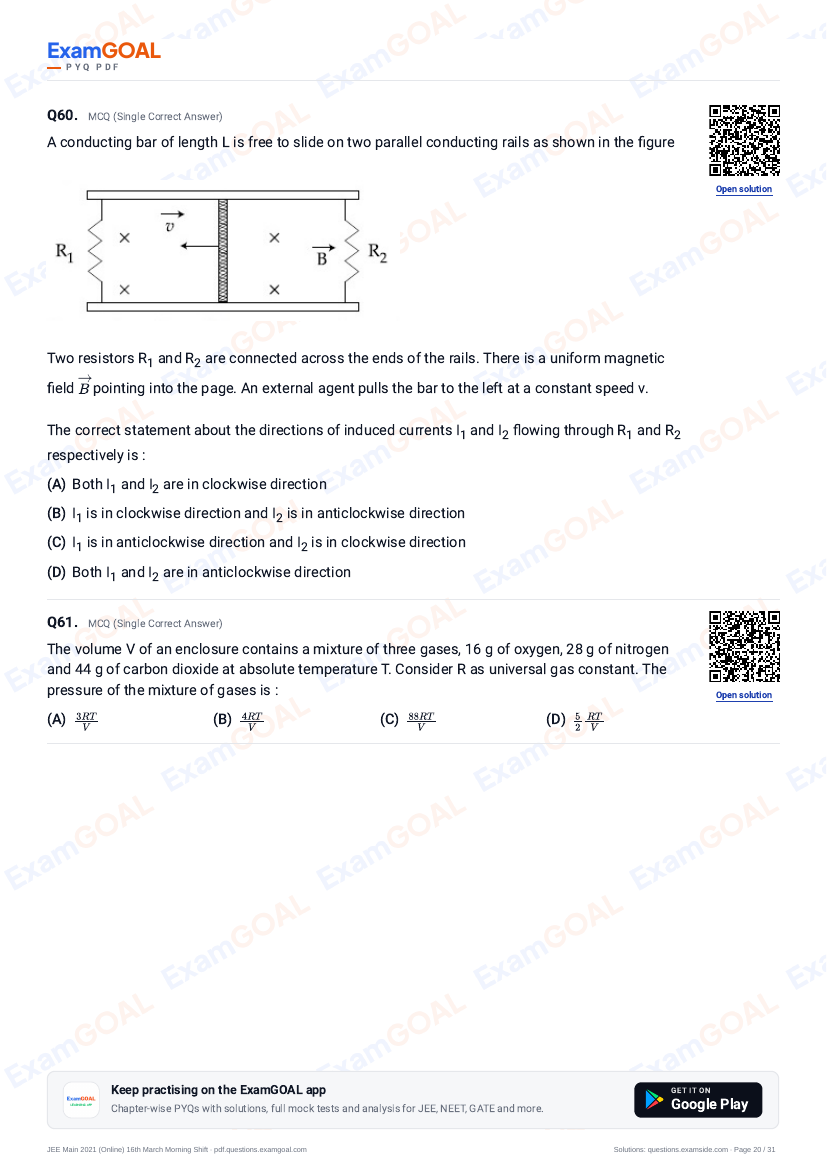 ExamGOAL
PYQ PDF
Q60. MCQ (Single Correct Answer)
A conducting bar of length L is free to slide on two parallel conducting rails as shown in the figure
Open solution
v
R1
B
R2
Two resistors R1 and R2 are connected across the ends of the rails. There is a uniform magnetic
field B pointing into the page. An external agent pulls the bar to the left at a constant speed v.
The correct statement about the directions of induced currents I1 and I2 flowing through R1 and R2
respectively is :
(A) Both I1 and I2 are in clockwise direction
(B) I1 is in clockwise direction and I2 is in anticlockwise direction
(C) I1 is in anticlockwise direction and I2 is in clockwise direction
(D) Both I1 and I2 are in anticlockwise direction
Q61. MCQ (Single Correct Answer)
The volume V of an enclosure contains a mixture of three gases, 16 g of oxygen, 28 g of nitrogen
and 44 g of carbon dioxide at absolute temperature T. Consider R as universal gas constant. The
pressure of the mixture of gases is :
Open solution
(A) 3RT/V (B) 4RT/V (C) 88RT/V (D) 5/2 RT/V
Keep practising on the ExamGOAL app
Chapter-wise PYQs with solutions, full mock tests and analysis for JEE, NEET, GATE and more.
GET IT ON
Google Play
JEE Main 2021 (Online) 16th March Morning Shift · pdf.questions.examgoal.com
Solutions: questions.examside.com · Page 20 / 31